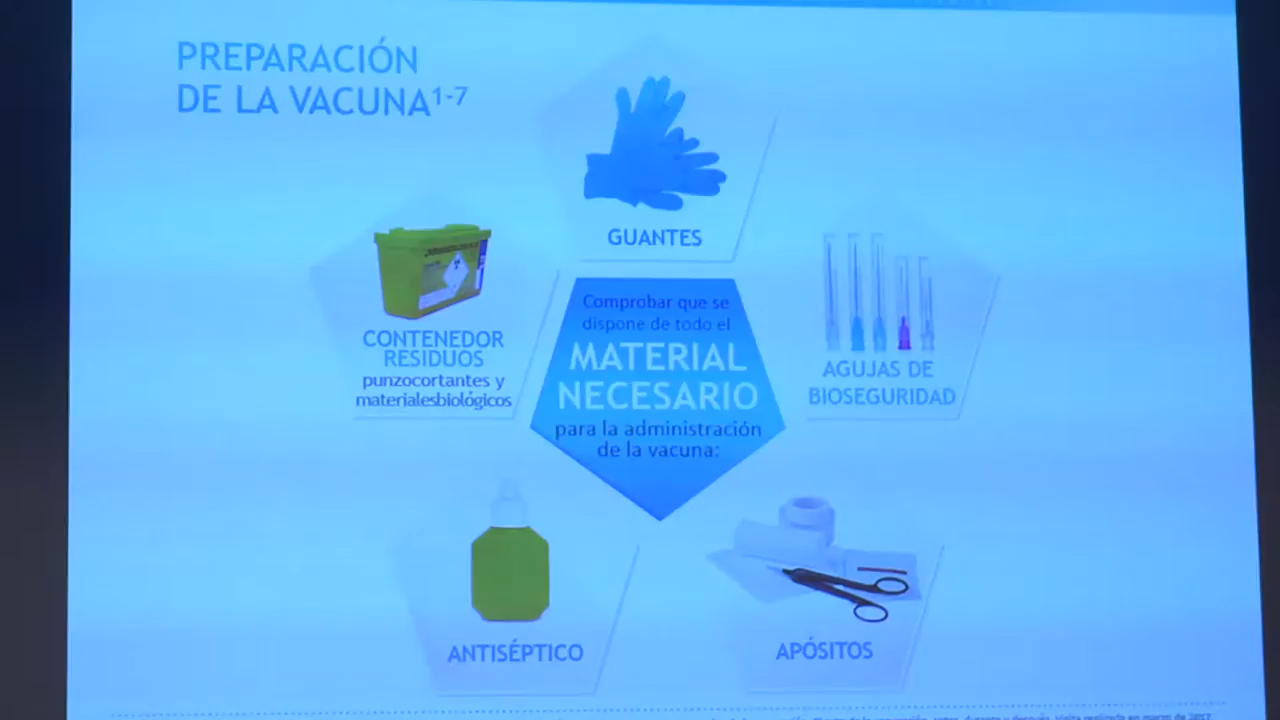 PREPARACIÓN
DE LA VACUNA¹⁻⁷
GUANTES
CONTENEDOR
RESIDUOS
punzocortantes y
materialesbiológicos
Comprobar que se
dispone de todo el
MATERIAL
NECESARIO
para la administración
de la vacuna:
AGUJAS DE
BIOSEGURIDAD
ANTISÉPTICO
APÓSITOS